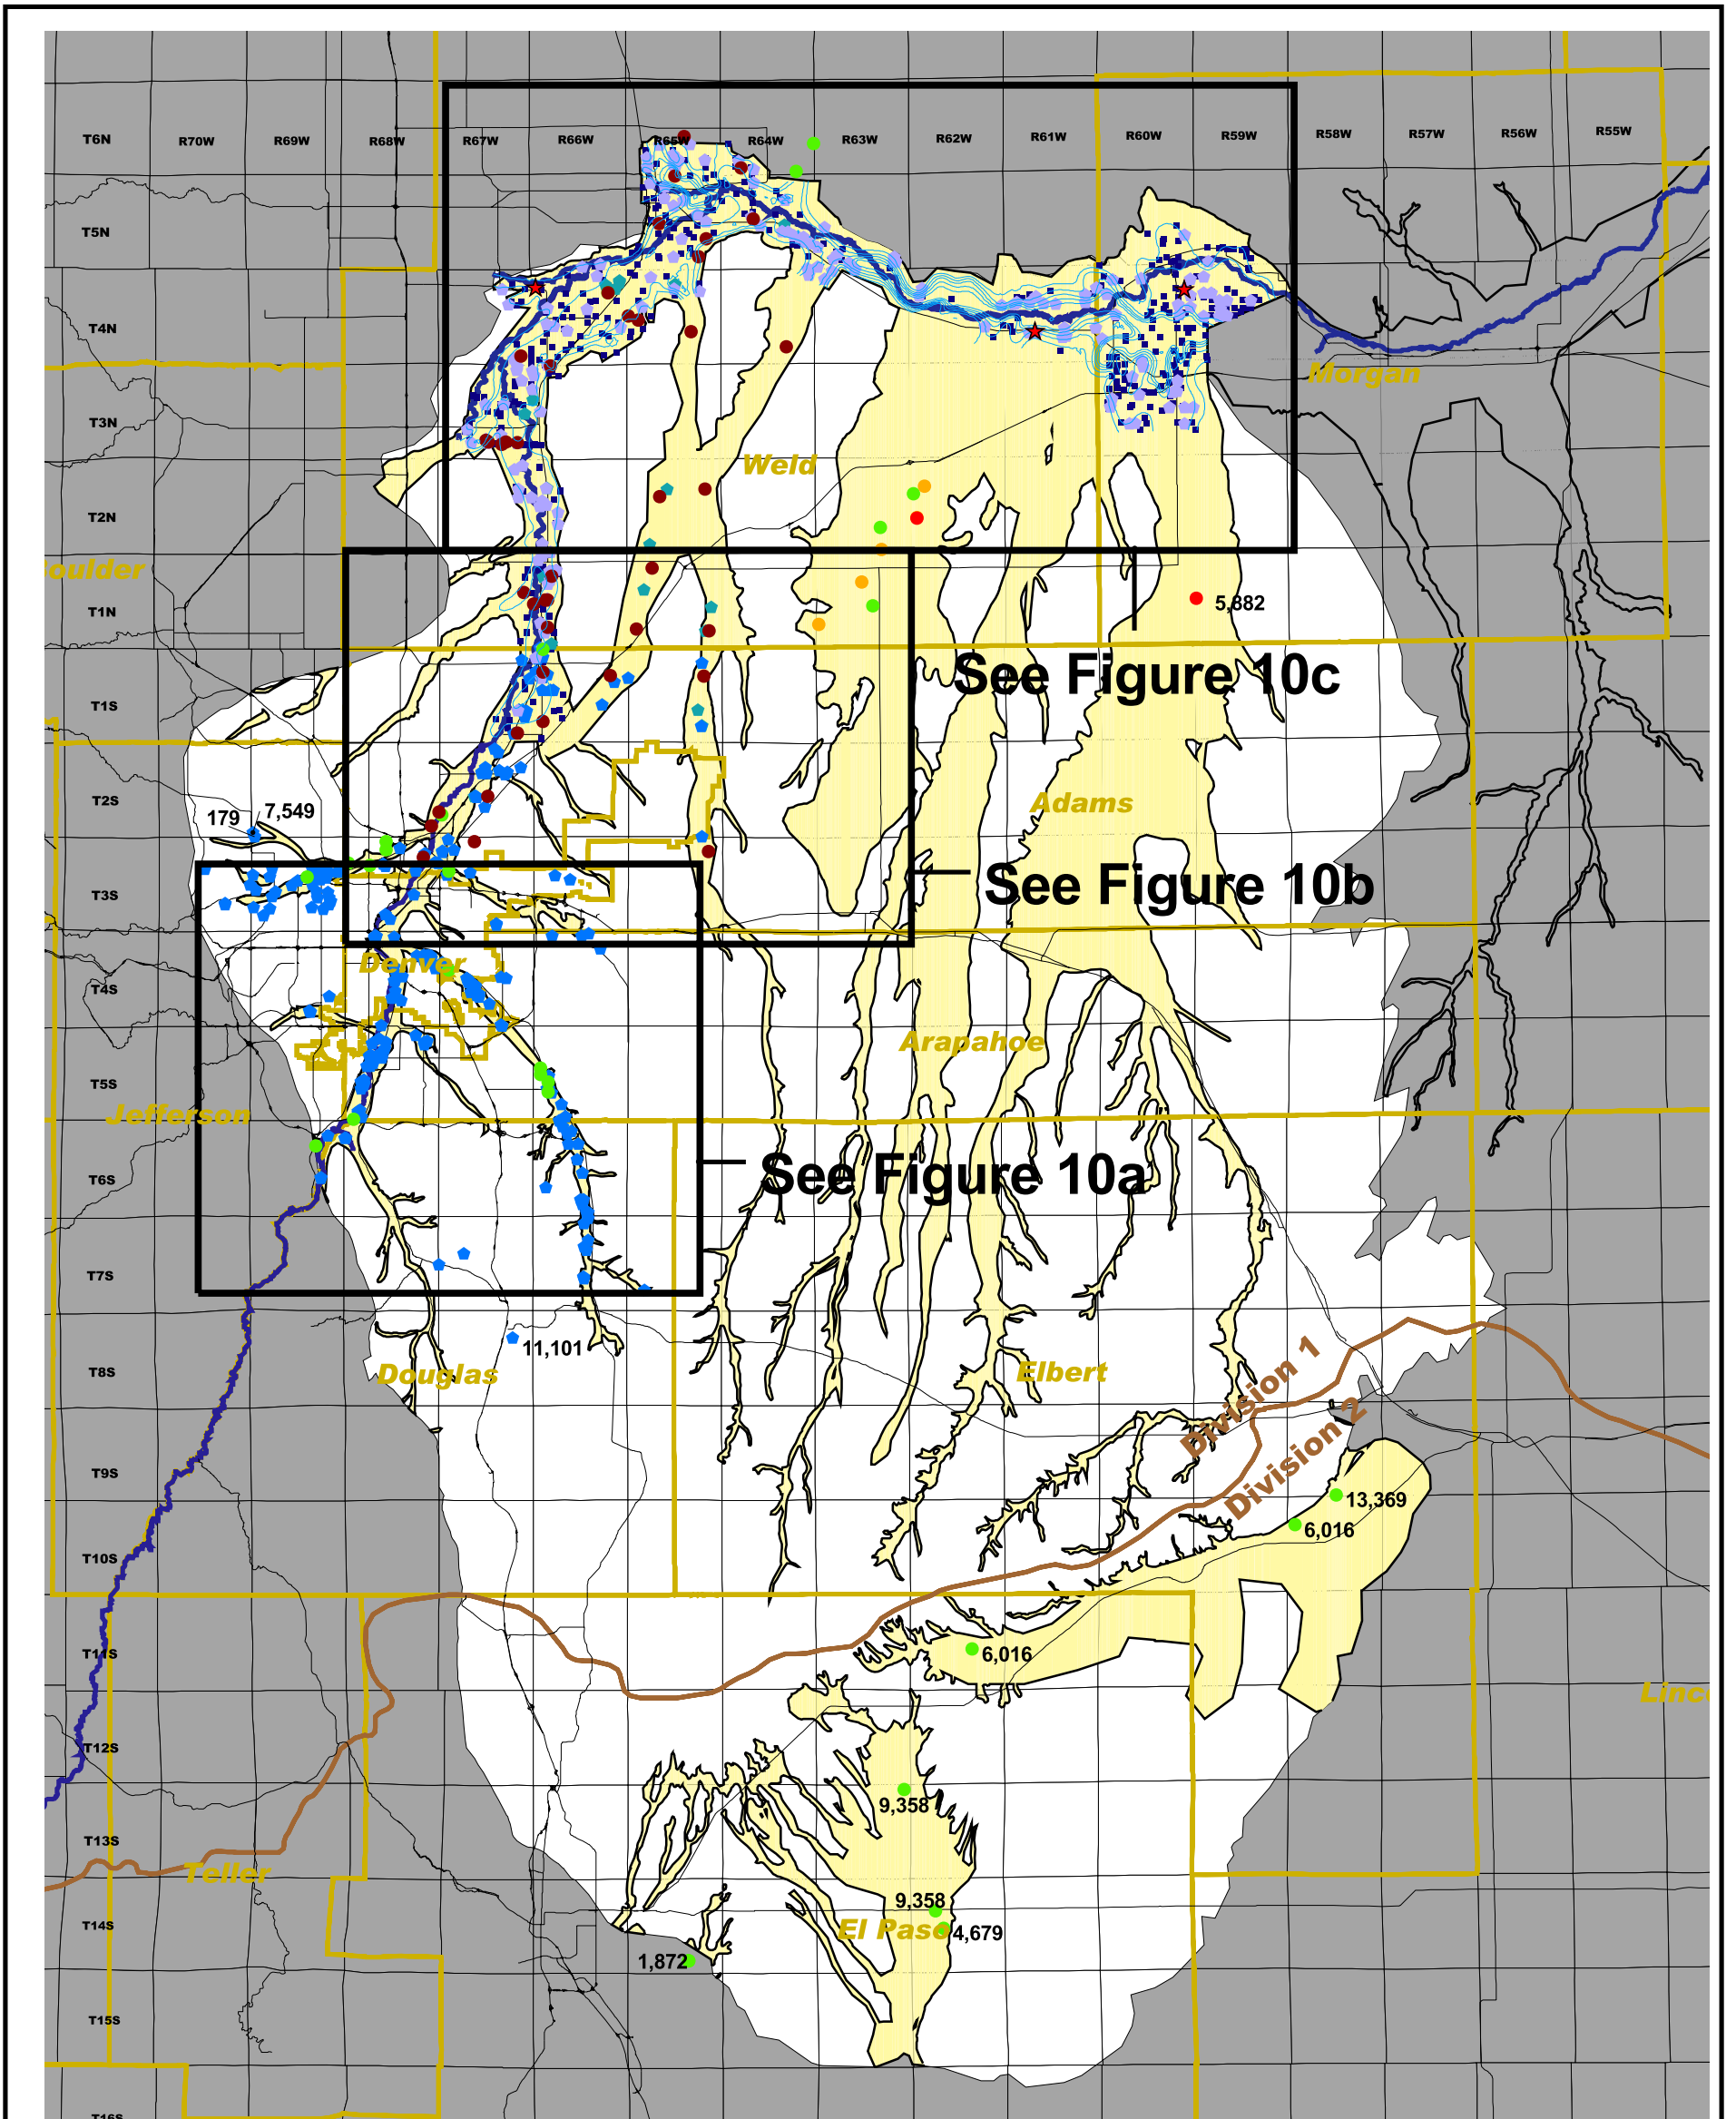 T6N
R70W
R69W
R68W
R67W
R66W
R65W
R64W
R63W
R62W
R61W
R60W
R59W
R58W
R57W
R56W
R55W
T5N
T4N
Morgan
T3N
Weld
T2N
oulder
T1N
5,882
See Figure 10c
T1S
T2S
Adams
179
7,549
See Figure 10b
T3S
Denver
T4S
Arapahoe
T5S
Jefferson
See Figure 10a
T6S
T7S
11,101
T8S
Douglas
Elbert
Division 1
Division 2
T9S
13,369
6,016
T10S
T11S
6,016
Linc
T12S
9,358
T13S
Teller
9,358
T14S
El Paso
4,679
1,872
T15S
T16S